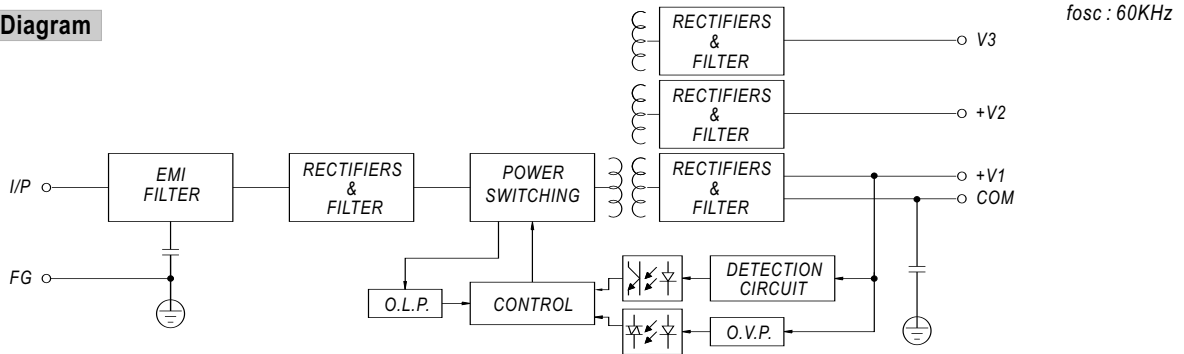 Diagram
fosc : 60KHz
RECTIFIERS
&
FILTER
V3
RECTIFIERS
&
FILTER
+V2
I/P
EMI
FILTER
RECTIFIERS
&
FILTER
POWER
SWITCHING
RECTIFIERS
&
FILTER
+V1
COM
FG
O.L.P.
CONTROL
DETECTION
CIRCUIT
O.V.P.